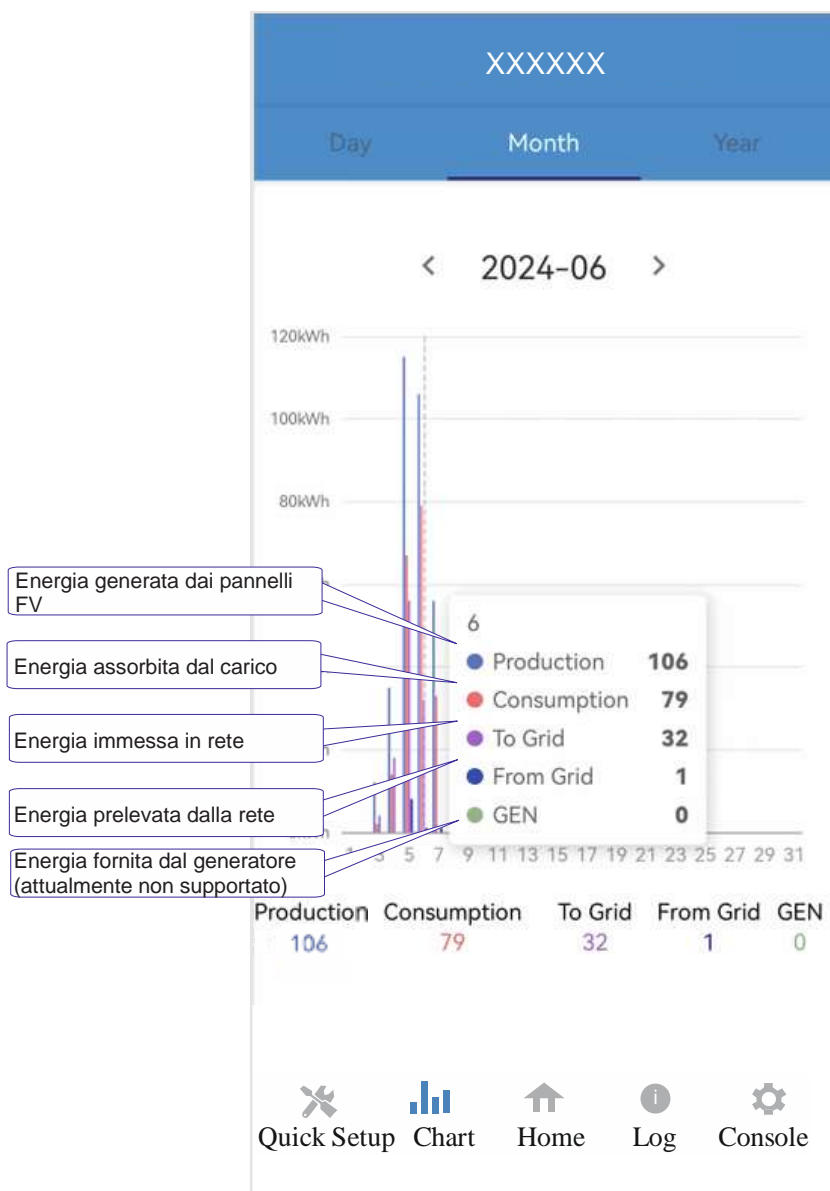 XXXXXX
Day Month Year
2024-06
120kWh
100kWh
80kWh
Energia generata dai pannelli
FV
Energia assorbita dal carico
Energia immessa in rete
Energia prelevata dalla rete
Energia fornita dal generatore
(attualmente non supportato)
6
Production 106
Consumption 79
To Grid 32
From Grid 1
GEN 0
5 7 9 11 13 15 17 19 21 23 25 27 29 31
Production Consumption To Grid From Grid GEN
106 79 32 1 0
Quick Setup Chart Home Log Console